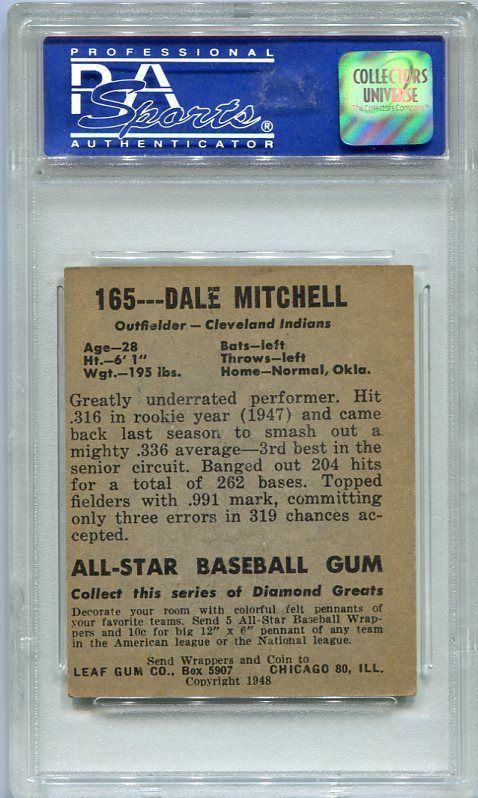 PROFESSIONAL
PSA
Sports®
AUTHENTICATOR
COLLECTORS
UNIVERSE
The Collectors Company
165---DALE MITCHELL
Outfielder — Cleveland Indians
Age—28 Bats—left
Ht.—6' 1" Throws—left
Wgt.—195 lbs. Home—Normal, Okla.
Greatly underrated performer. Hit
.316 in rookie year (1947) and came
back last season to smash out a
mighty .336 average—3rd best in the
senior circuit. Banged out 204 hits
for a total of 262 bases. Topped
fielders with .991 mark, committing
only three errors in 319 chances ac-
cepted.
ALL-STAR BASEBALL GUM
Collect this series of Diamond Greats
Decorate your room with colorful felt pennants of
your favorite teams. Send 5 All-Star Baseball Wrap-
pers and 10c for big 12" x 6" pennant of any team
in the American league or the National league.
Send Wrappers and Coin to
LEAF GUM CO., Box 5907 CHICAGO 80, ILL.
Copyright 1948